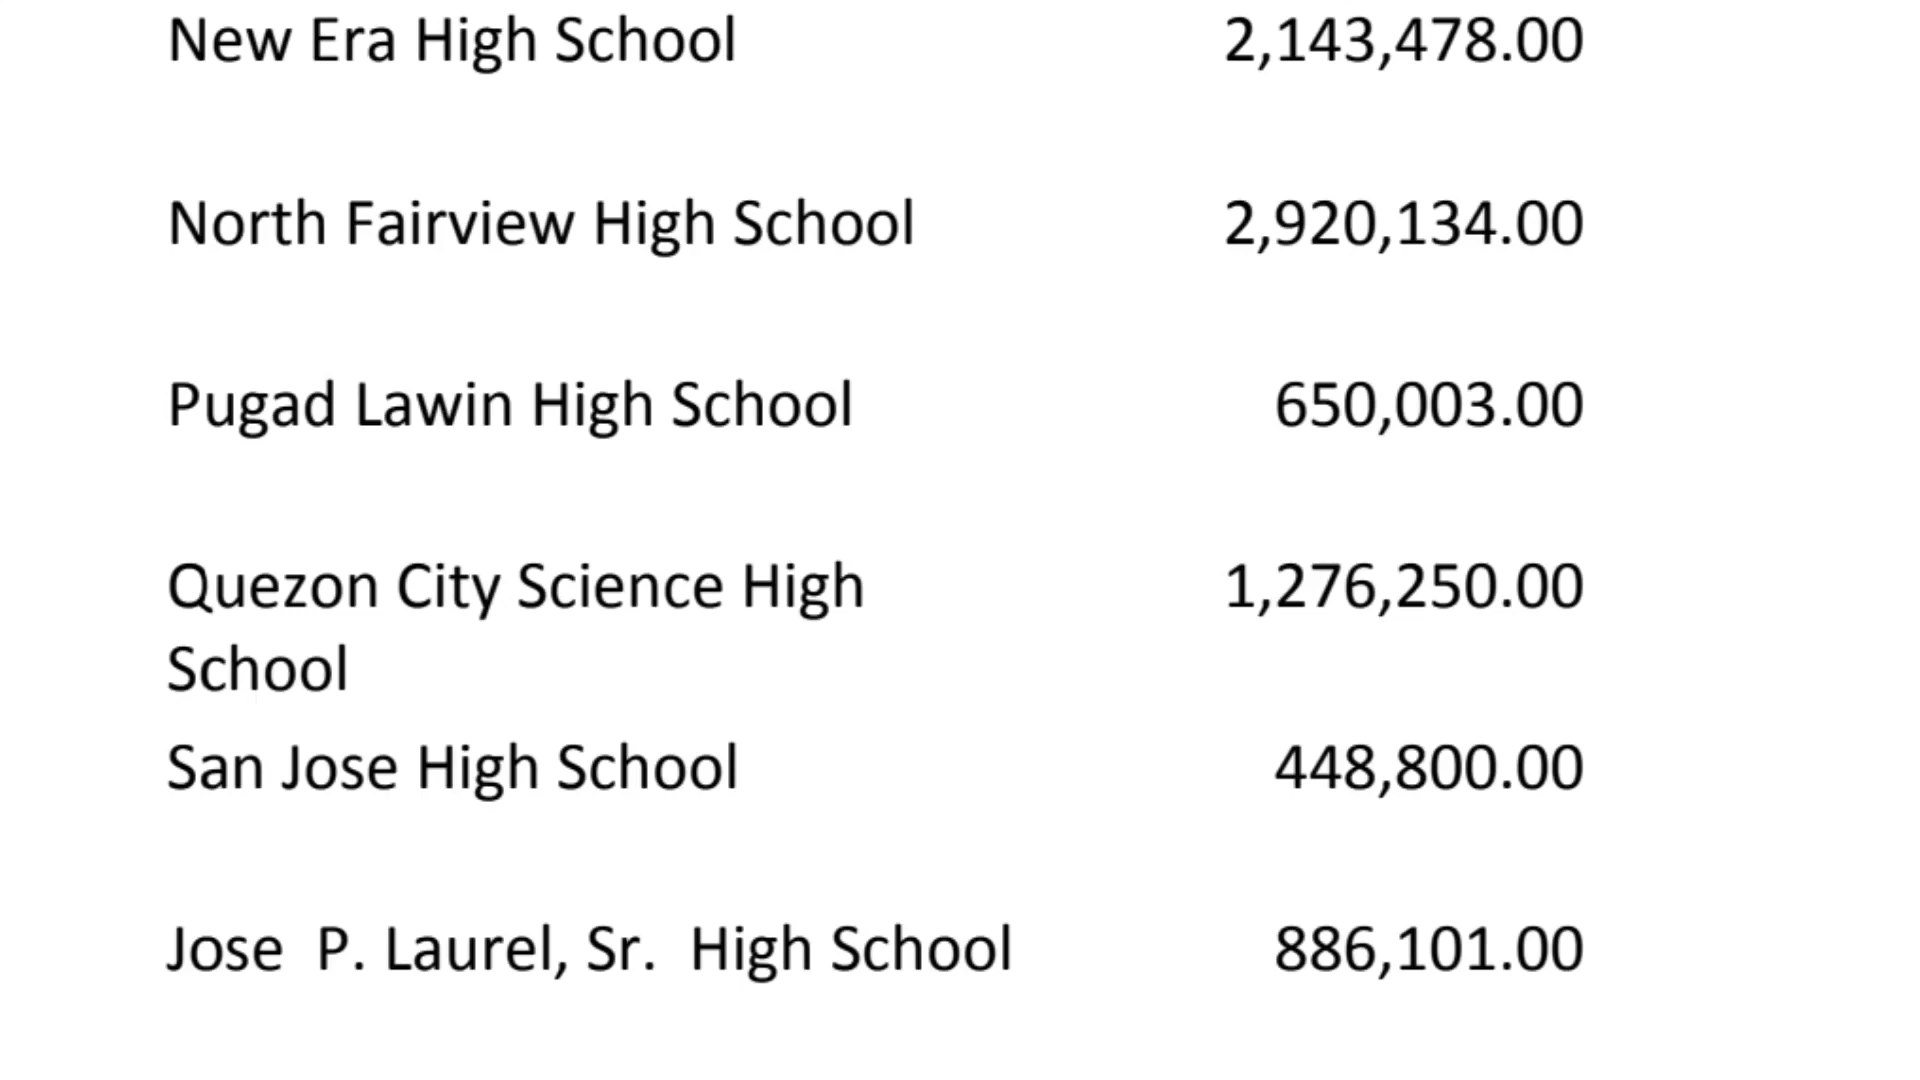 New Era High School 2,143,478.00
North Fairview High School 2,920,134.00
Pugad Lawin High School 650,003.00
Quezon City Science High 1,276,250.00
School
San Jose High School 448,800.00
Jose  P. Laurel, Sr.  High School 886,101.00